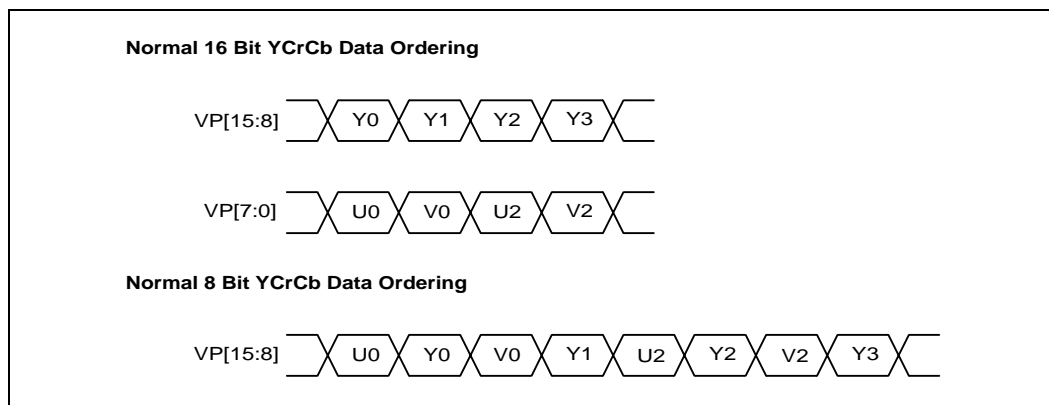 Normal 16 Bit YCrCb Data Ordering
VP[15:8] Y0 Y1 Y2 Y3
VP[7:0] U0 V0 U2 V2
Normal 8 Bit YCrCb Data Ordering
VP[15:8] U0 Y0 V0 Y1 U2 Y2 V2 Y3